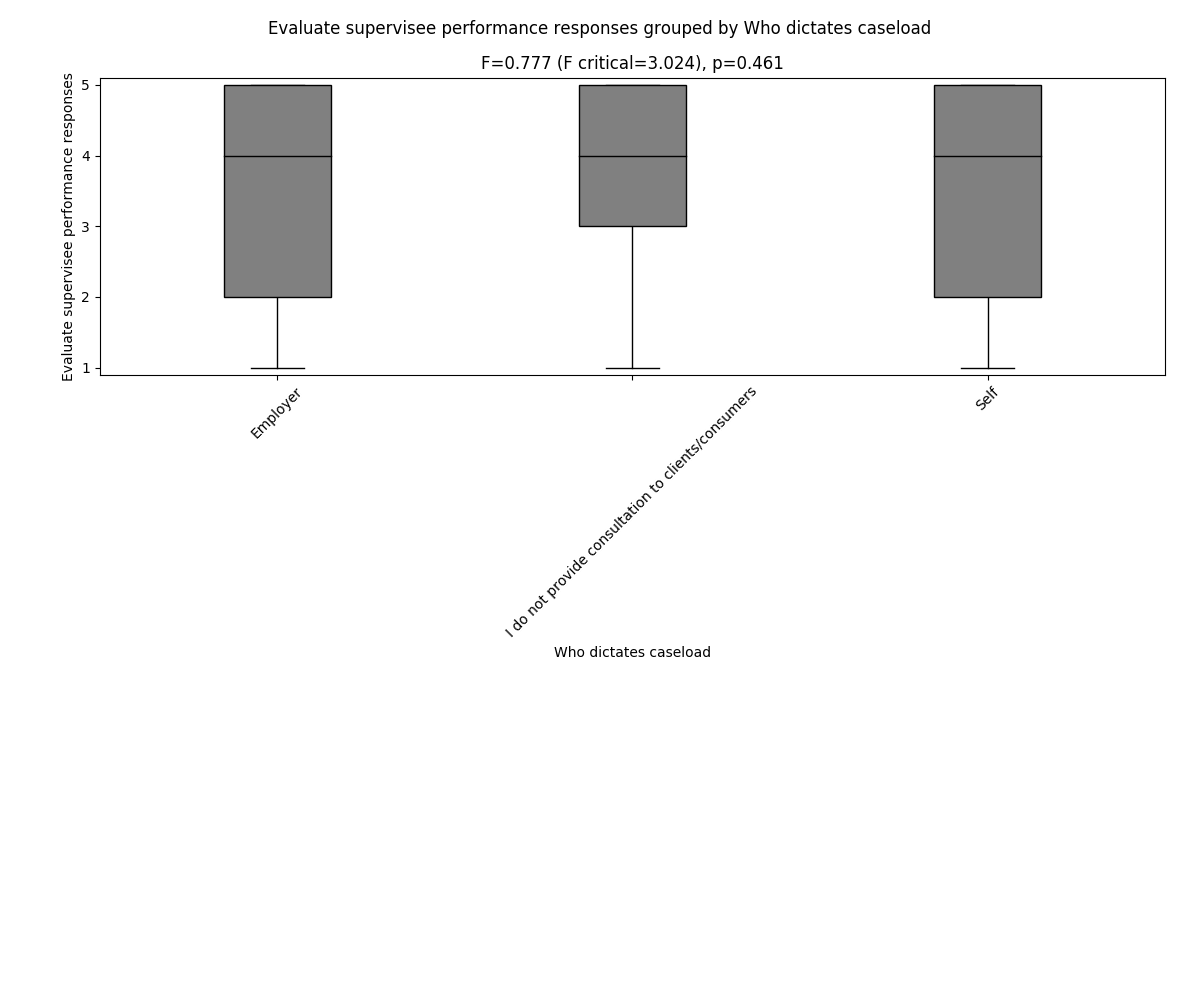 Evaluate supervisee performance responses grouped by Who dictates caseload
F=0.777 (F critical=3.024), p=0.461
Evaluate supervisee performance responses
5
4
3
2
1
Employer
I do not provide consultation to clients/consumers
Self
Who dictates caseload